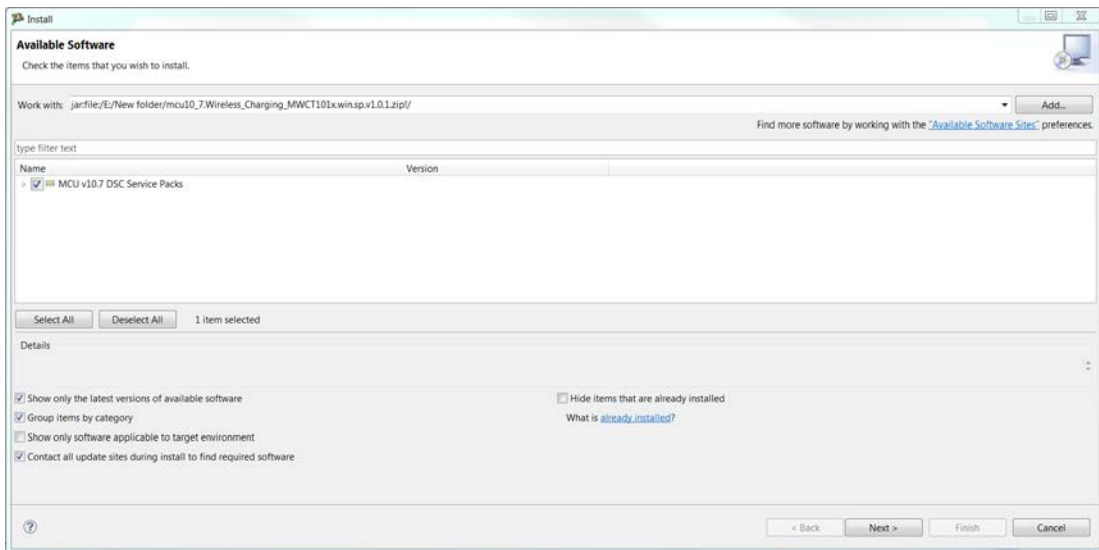 Install
Available Software
Check the items that you wish to install.
Work with: jar:file:/E:/New folder/mcu10_7.Wireless_Charging_MWCT101x.win.sp.v1.0.1.zip!/
Add...
Find more software by working with the "Available Software Sites" preferences.
type filter text
Name Version
MCU v10.7 DSC Service Packs
Select All Deselect All 1 item selected
Details
Show only the latest versions of available software Hide items that are already installed
Group items by category What is already installed?
Show only software applicable to target environment
Contact all update sites during install to find required software
? < Back Next > Finish Cancel